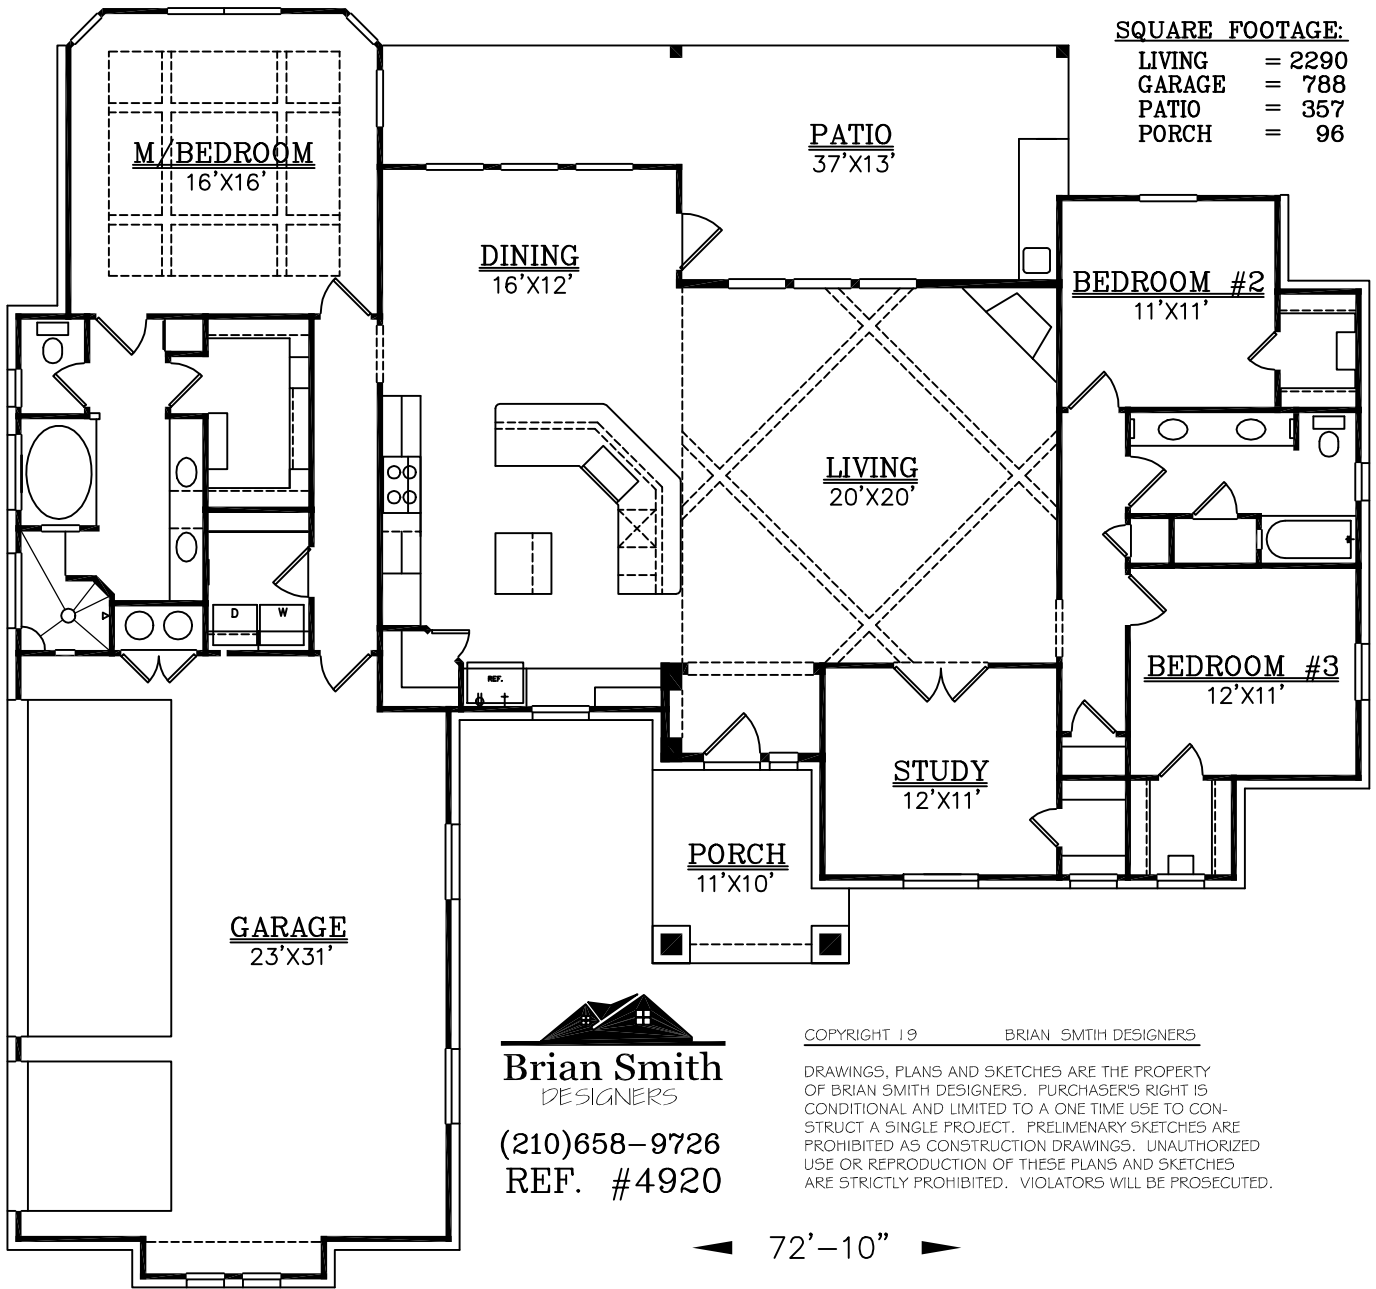 SQUARE FOOTAGE:
LIVING = 2290
GARAGE = 788
PATIO = 357
PORCH = 96
M/BEDROOM
16'X16'
PATIO
37'X13'
DINING
16'X12'
BEDROOM #2
11'X11'
LIVING
20'X20'
D
W
REF.
BEDROOM #3
12'X11'
STUDY
12'X11'
PORCH
11'X10'
GARAGE
23'X31'
Brian Smith
DESIGNERS
(210)658-9726
REF. #4920
COPYRIGHT 19 BRIAN SMTIH DESIGNERS
DRAWINGS, PLANS AND SKETCHES ARE THE PROPERTY
OF BRIAN SMITH DESIGNERS. PURCHASER'S RIGHT IS
CONDITIONAL AND LIMITED TO A ONE TIME USE TO CON-
STRUCT A SINGLE PROJECT. PRELIMENARY SKETCHES ARE
PROHIBITED AS CONSTRUCTION DRAWINGS. UNAUTHORIZED
USE OR REPRODUCTION OF THESE PLANS AND SKETCHES
ARE STRICTLY PROHIBITED. VIOLATORS WILL BE PROSECUTED.
72'-10"